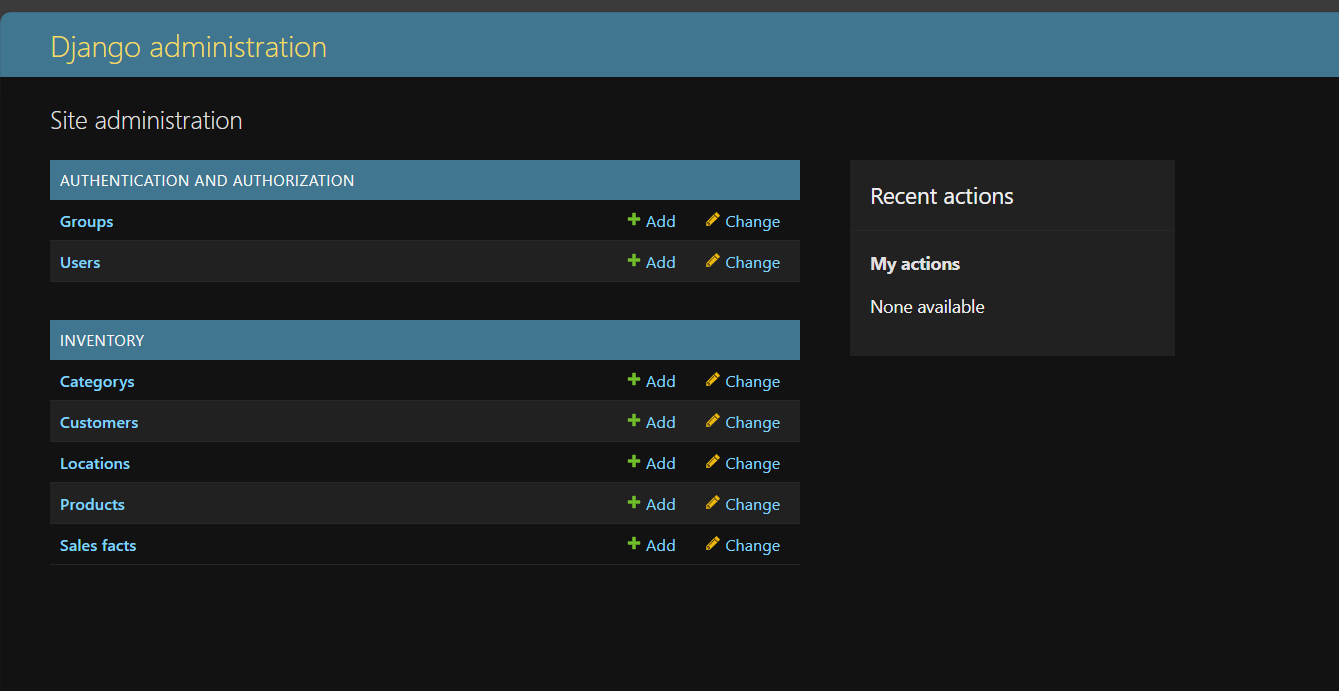 Django administration
Site administration
AUTHENTICATION AND AUTHORIZATION
Groups Add Change
Users Add Change
INVENTORY
Categorys Add Change
Customers Add Change
Locations Add Change
Products Add Change
Sales facts Add Change
Recent actions
My actions
None available